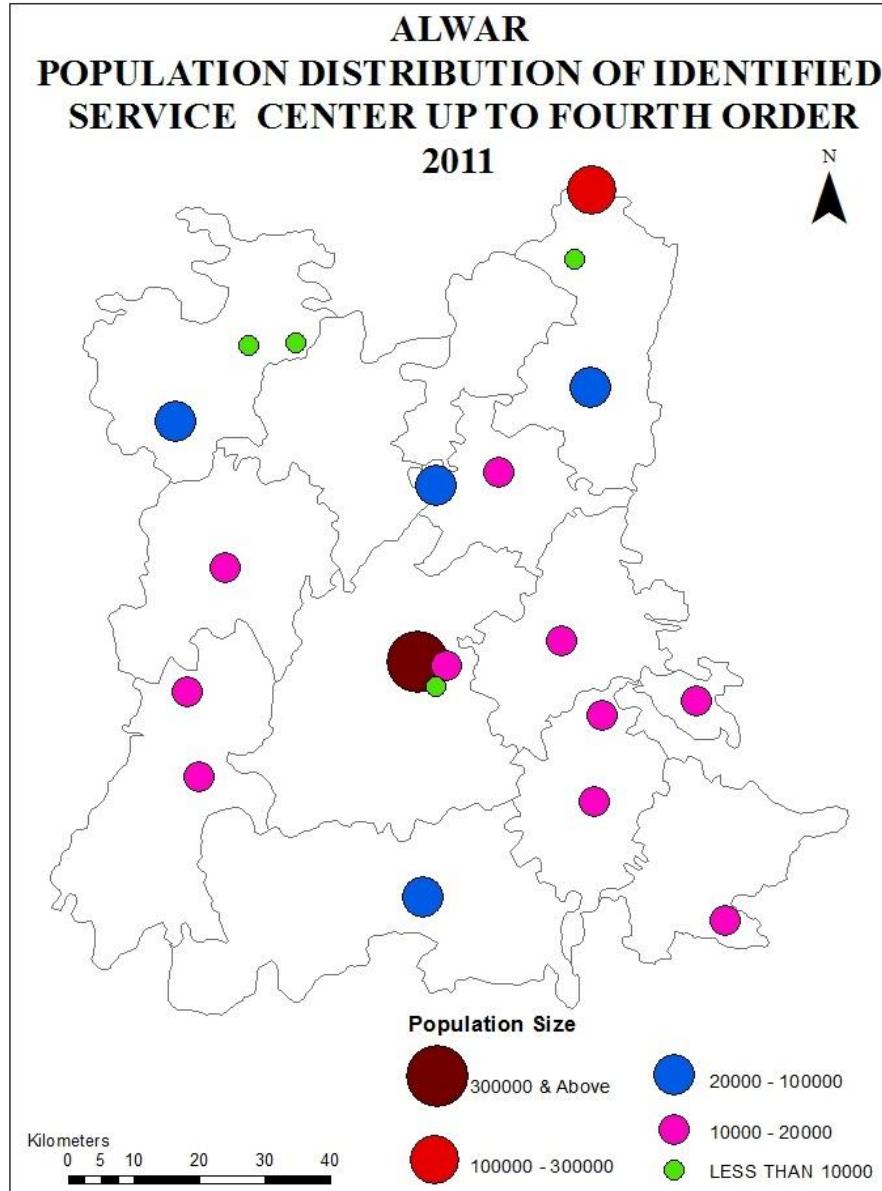 ALWAR
POPULATION DISTRIBUTION OF IDENTIFIED
SERVICE CENTER UP TO FOURTH ORDER
2011
N
Population Size
300000 & Above
100000 - 300000
20000 - 100000
10000 - 20000
LESS THAN 10000
Kilometers
0 5 10 20 30 40